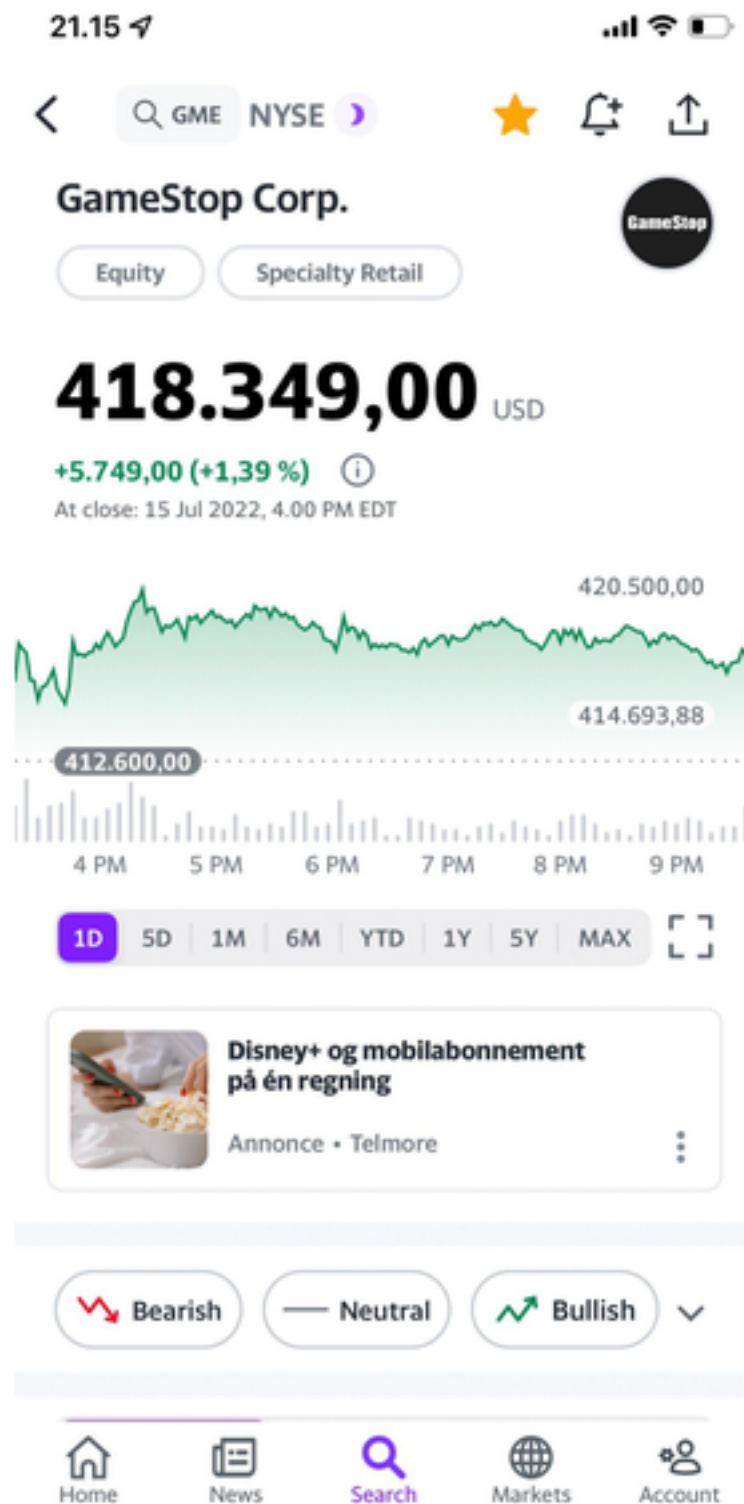 21.15
GME NYSE
GameStop Corp.
GameStop
Equity Specialty Retail
418.349,00 USD
+5.749,00 (+1,39 %)
At close: 15 Jul 2022, 4.00 PM EDT
420.500,00
414.693,88
412.600,00
4 PM 5 PM 6 PM 7 PM 8 PM 9 PM
1D 5D 1M 6M YTD 1Y 5Y MAX
Disney+ og mobilabonnement
på én regning
Annonce • Telmore
Bearish Neutral Bullish
Home News Search Markets Account